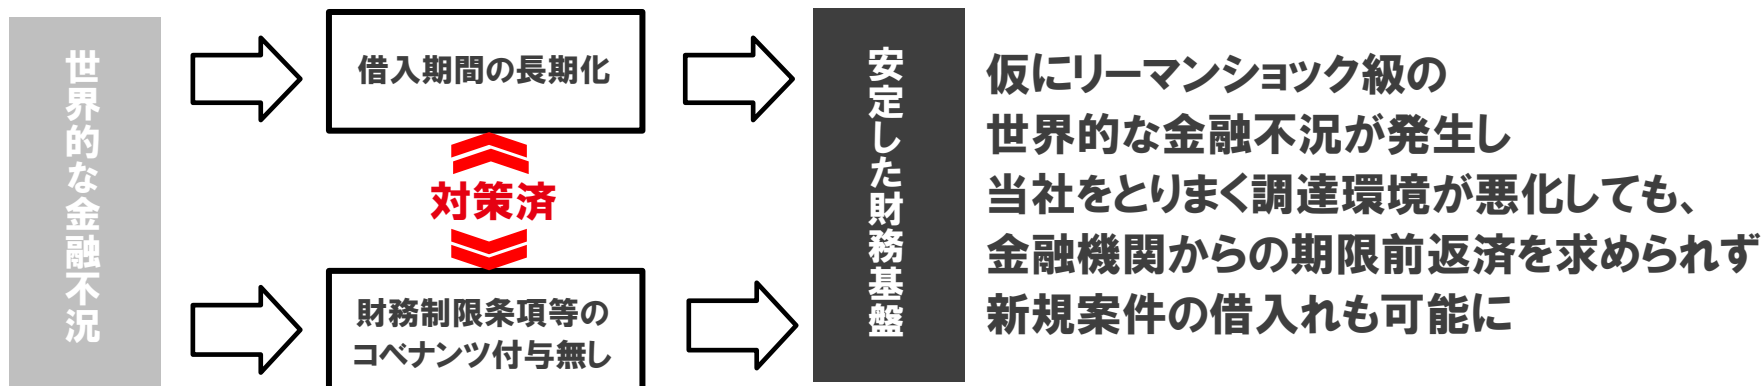 世界的な金融不況
借入期間の長期化
対策済
財務制限条項等の
コベナンツ付与無し
安定した財務基盤
仮にリーマンショック級の
世界的な金融不況が発生し
当社をとりまく調達環境が悪化しても、
金融機関からの期限前返済を求められず
新規案件の借入れも可能に